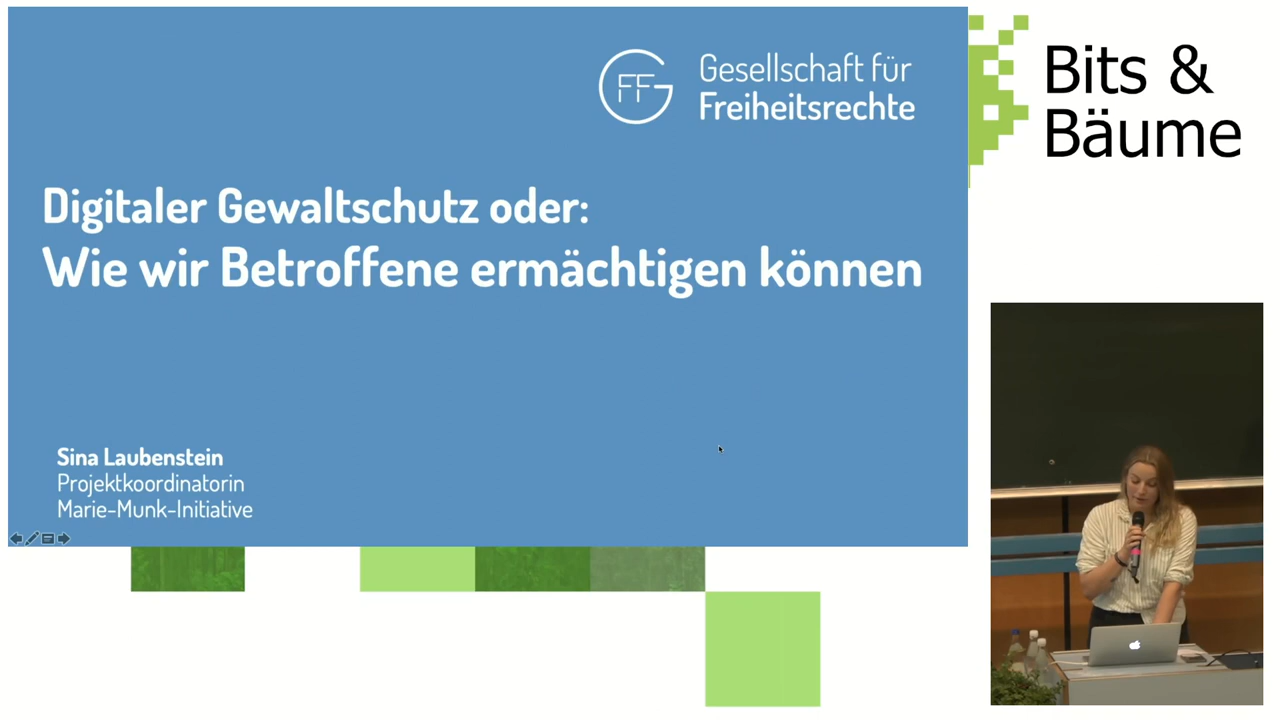 GFF
Gesellschaft für
Freiheitsrechte
Bits &
Bäume
Digitaler Gewaltschutz oder:
Wie wir Betroffene ermächtigen können
Sina Laubenstein
Projektkoordinatorin
Marie-Munk-Initiative